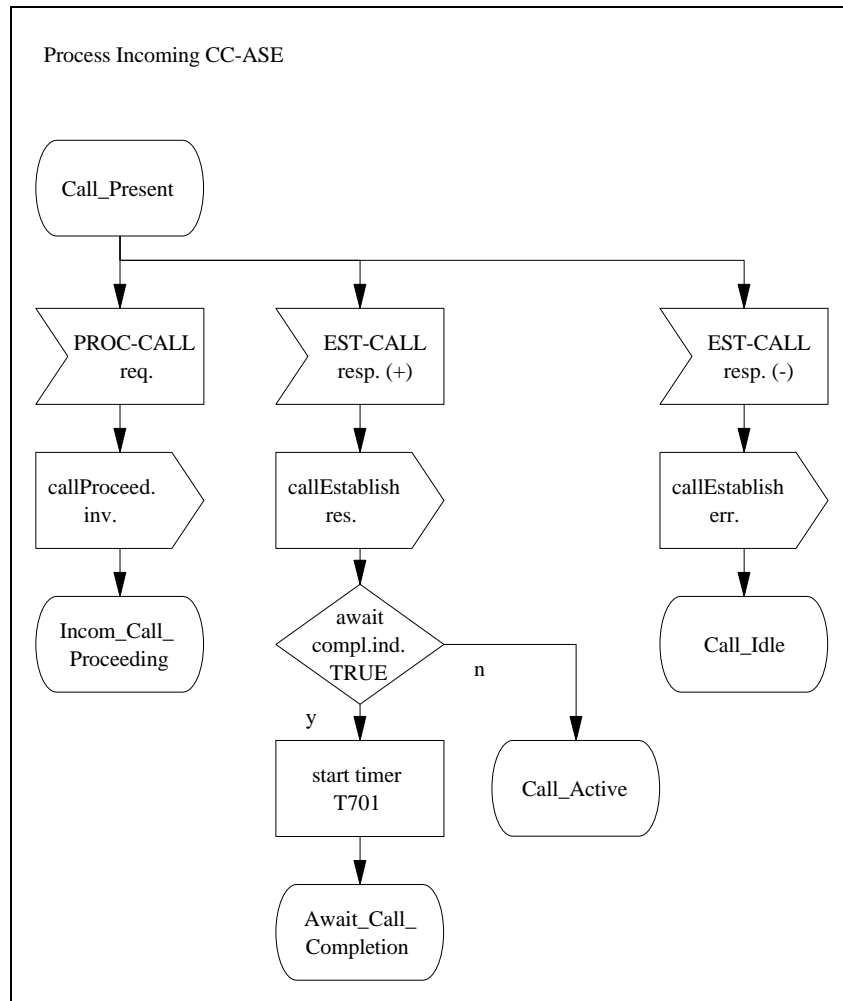 Process Incoming CC-ASE
Call_Present
PROC-CALL
req.
EST-CALL
resp. (+)
EST-CALL
resp. (-)
callProceed.
inv.
callEstablish
res.
callEstablish
err.
Incom_Call_
Proceeding
await
compl.ind.
TRUE
Call_Idle
n
y
start timer
T701
Call_Active
Await_Call_
Completion